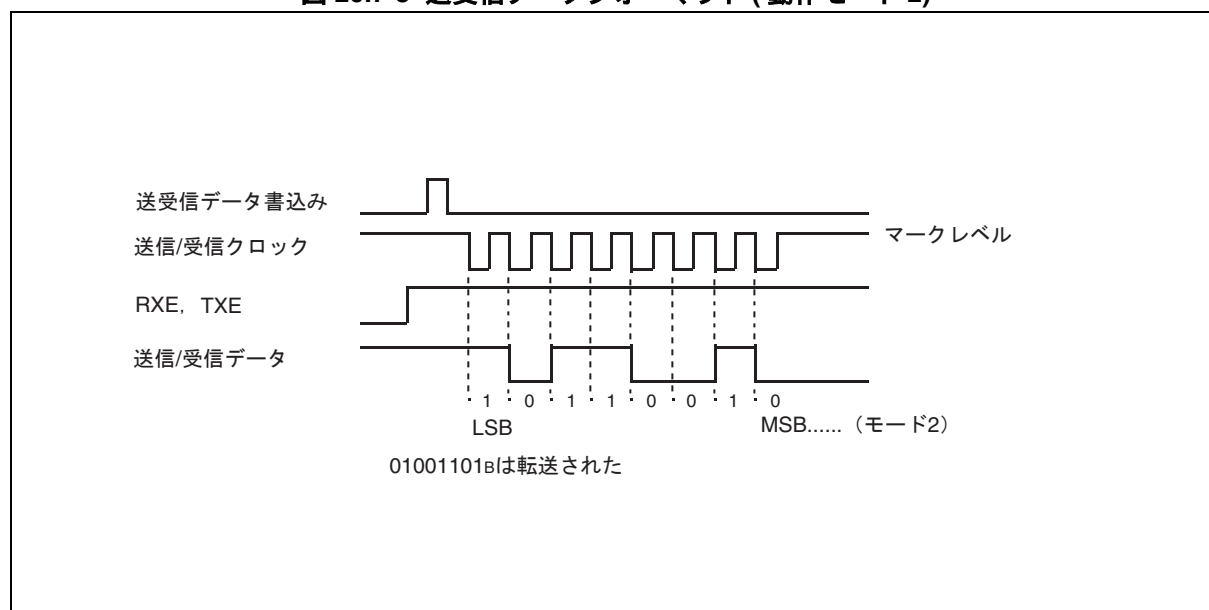 送受信データ書込み
送信/受信クロック
マークレベル
RXE, TXE
送信/受信データ
1 0 1 1 0 0 1 0
LSB
MSB......（モード2）
01001101Bは転送された